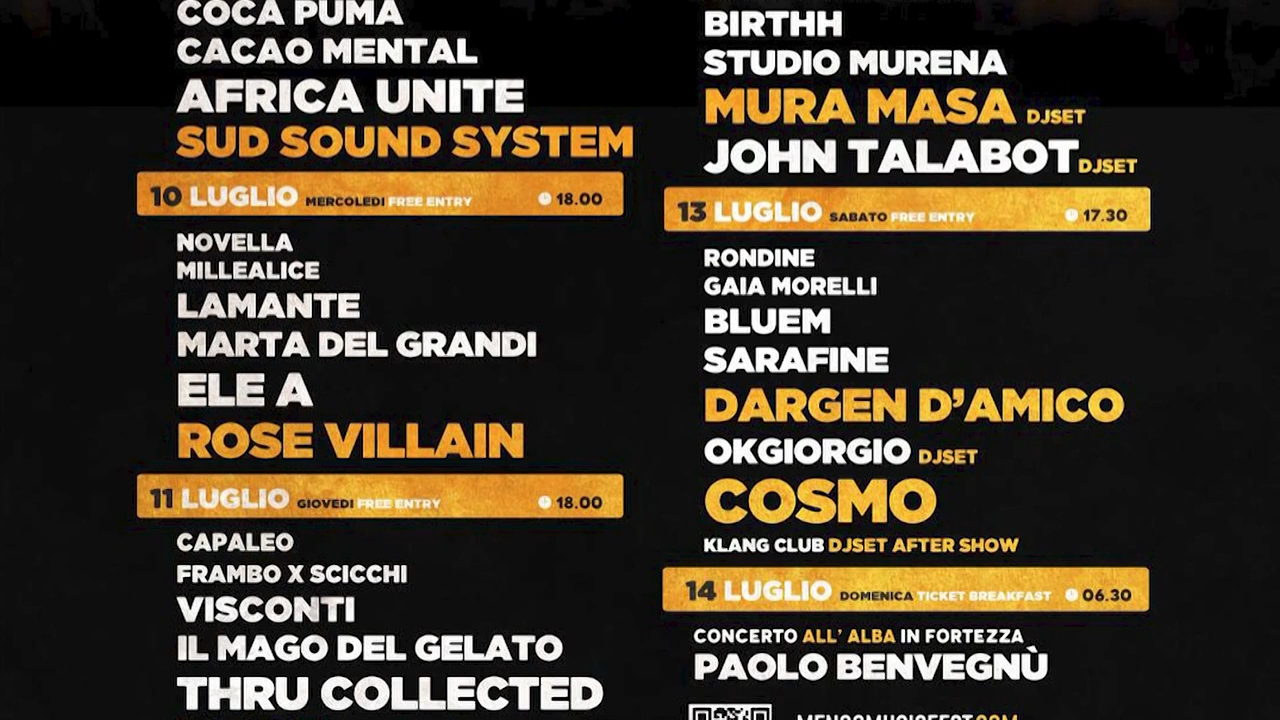 COCA PUMA
CACAO MENTAL
AFRICA UNITE
SUD SOUND SYSTEM
10 LUGLIO MERCOLEDI FREE ENTRY 18.00
NOVELLA
MILLEALICE
LAMANTE
MARTA DEL GRANDI
ELE A
ROSE VILLAIN
11 LUGLIO GIOVEDI FREE ENTRY 18.00
CAPALEO
FRAMBO X SCICCHI
VISCONTI
IL MAGO DEL GELATO
THRU COLLECTED
BIRTHH
STUDIO MURENA
MURA MASA DJSET
JOHN TALABOT DJSET
13 LUGLIO SABATO FREE ENTRY 17.30
RONDINE
GAIA MORELLI
BLUEM
SARAFINE
DARGEN D'AMICO
OKGIORGIO DJSET
COSMO
KLANG CLUB DJSET AFTER SHOW
14 LUGLIO DOMENICA TICKET BREAKFAST 06.30
CONCERTO ALL' ALBA IN FORTEZZA
PAOLO BENVEGNÙ
MENGOMUSICFEST.COM